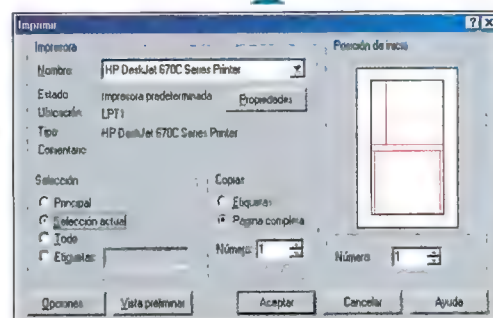 Imprimir
Impresora
Nombre: HP DeskJet 670C Series Printer
Estado Impresora predeterminada
Propiedades
Ubicación LPT1
Tipo HP DeskJet 670C Series Printer
Comentario
Selección
Principal
Selección actual
Todo
Etiquetas:
Copiar
Etiquetas
Pagina completa
Número: 1
Posición de inicio
Número 1
Opciones
Vista preliminar
Aceptar
Cancelar
Ayuda